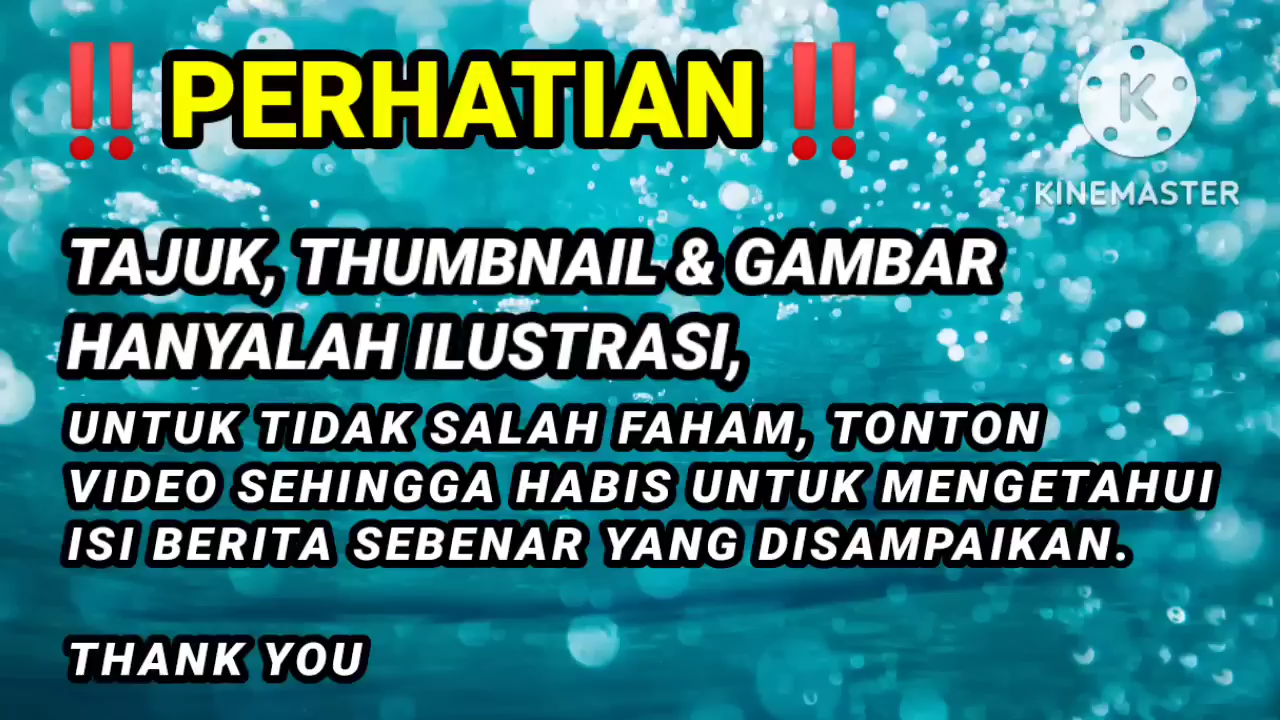 ‼️PERHATIAN‼️
K
KINEMASTER
TAJUK, THUMBNAIL & GAMBAR
HANYALAH ILUSTRASI,
UNTUK TIDAK SALAH FAHAM, TONTON
VIDEO SEHINGGA HABIS UNTUK MENGETAHUI
ISI BERITA SEBENAR YANG DISAMPAIKAN.
THANK YOU